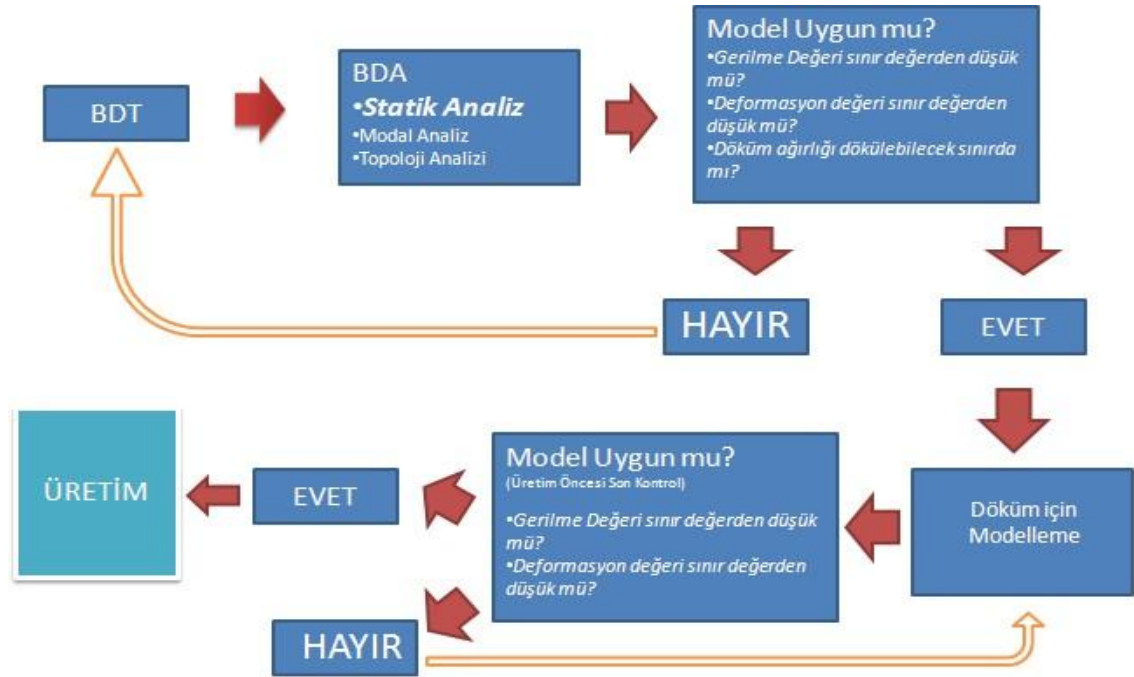 BDT
BDA
•Statik Analiz
•Modal Analiz
•Topoloji Analizi
Model Uygun mu?
•Gerilme Değeri sınır değerden düşük
mü?
•Deformasyon değeri sınır değerden
düşük mü?
•Döküm ağırlığı dökülebilecek sınırda
mı?
HAYIR
EVET
Döküm için
Modelleme
Model Uygun mu?
(Üretim Öncesi Son Kontrol)
•Gerilme Değeri sınır değerden düşük
mü?
•Deformasyon değeri sınır değerden
düşük mü?
EVET
ÜRETİM
HAYIR